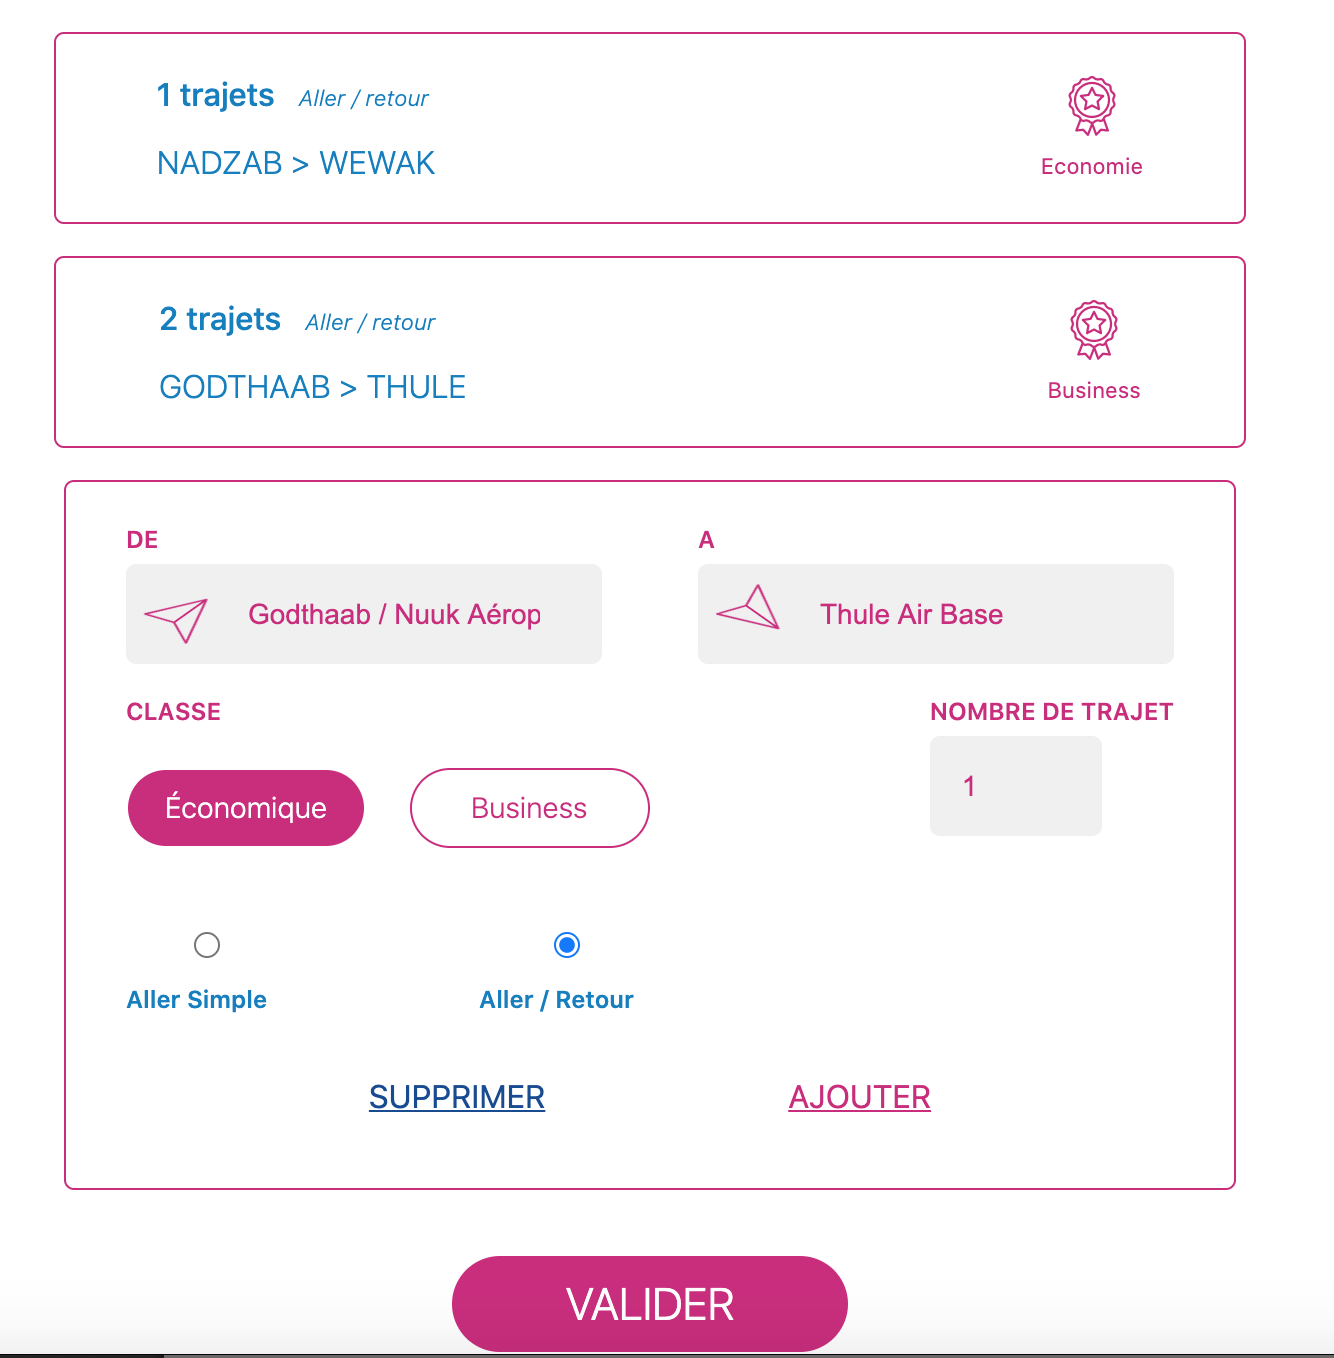 1 trajets Aller / retour
NADZAB > WEWAK
Economie
2 trajets Aller / retour
GODTHAAB > THULE
Business
DE
A
Godthaab / Nuuk Aérop
Thule Air Base
CLASSE
NOMBRE DE TRAJET
Économique
Business
1
Aller Simple
Aller / Retour
SUPPRIMER
AJOUTER
VALIDER